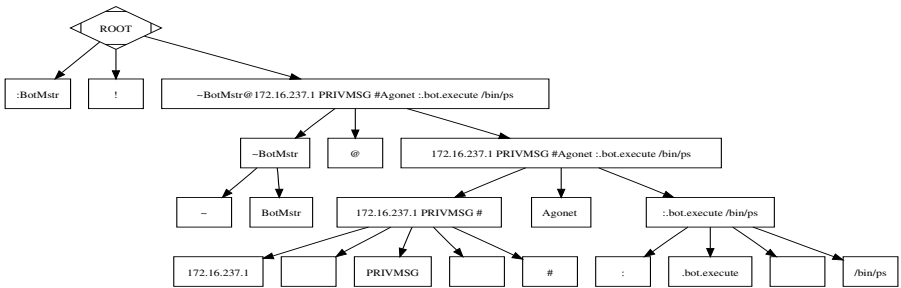 ROOT
:BotMstr
!
~BotMstr@172.16.237.1 PRIVMSG #Agonet :.bot.execute /bin/ps
~BotMstr
@
172.16.237.1 PRIVMSG #Agonet :.bot.execute /bin/ps
~
BotMstr
172.16.237.1 PRIVMSG #
Agonet
:.bot.execute /bin/ps
172.16.237.1
PRIVMSG
#
:
.bot.execute
/bin/ps